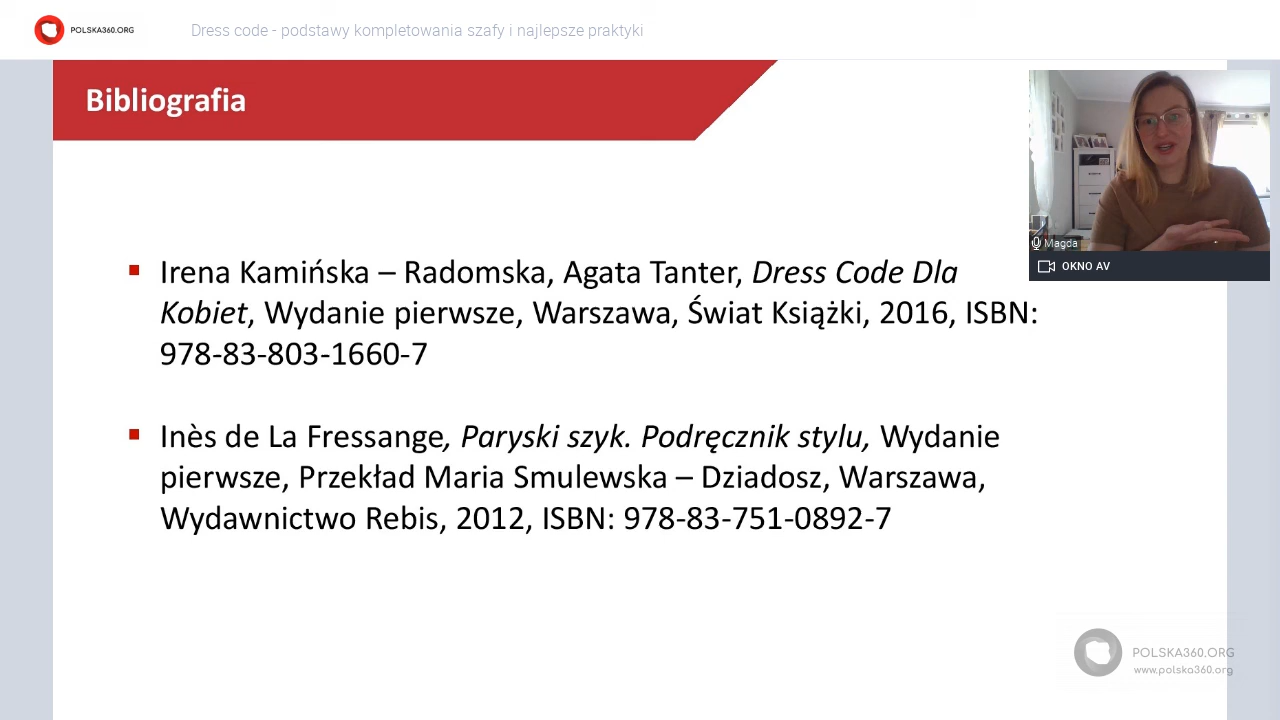 POLSKA360.ORG
Dress code - podstawy kompletowania szafy i najlepsze praktyki
Bibliografia
Magda
OKNO AV
▪ Irena Kamińska – Radomska, Agata Tanter, Dress Code Dla
Kobiet, Wydanie pierwsze, Warszawa, Świat Książki, 2016, ISBN:
978-83-803-1660-7
▪ Inès de La Fressange, Paryski szyk. Podręcznik stylu, Wydanie
pierwsze, Przekład Maria Smulewska – Dziadosz, Warszawa,
Wydawnictwo Rebis, 2012, ISBN: 978-83-751-0892-7
POLSKA360.ORG
www.polska360.org